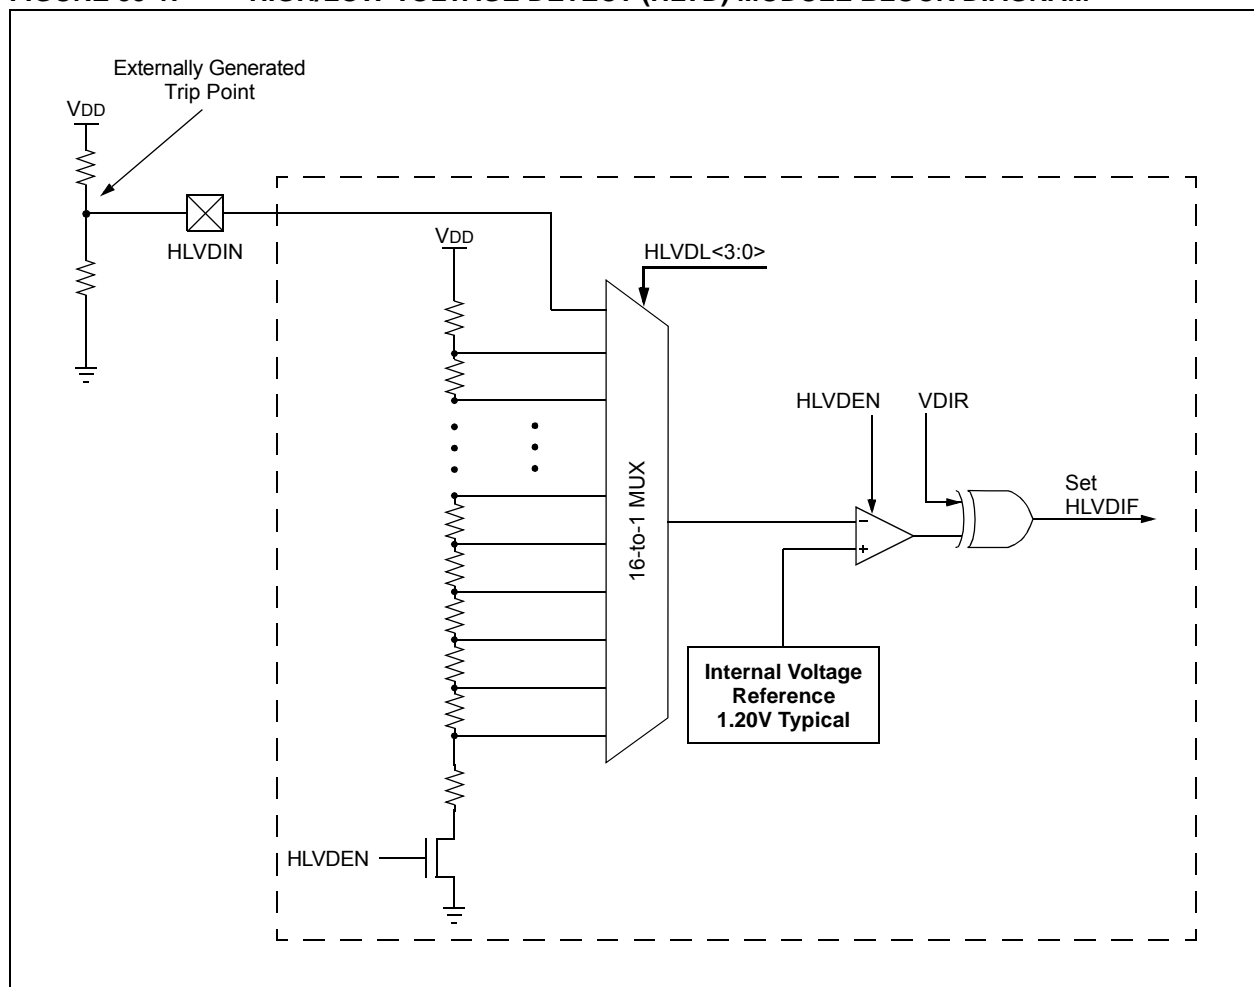 Externally Generated
Trip Point
VDD
HLVDIN
VDD
HLVDL<3:0>
16-to-1 MUX
HLVDEN
VDIR
Set
HLVDIF
Internal Voltage
Reference
1.20V Typical
HLVDEN